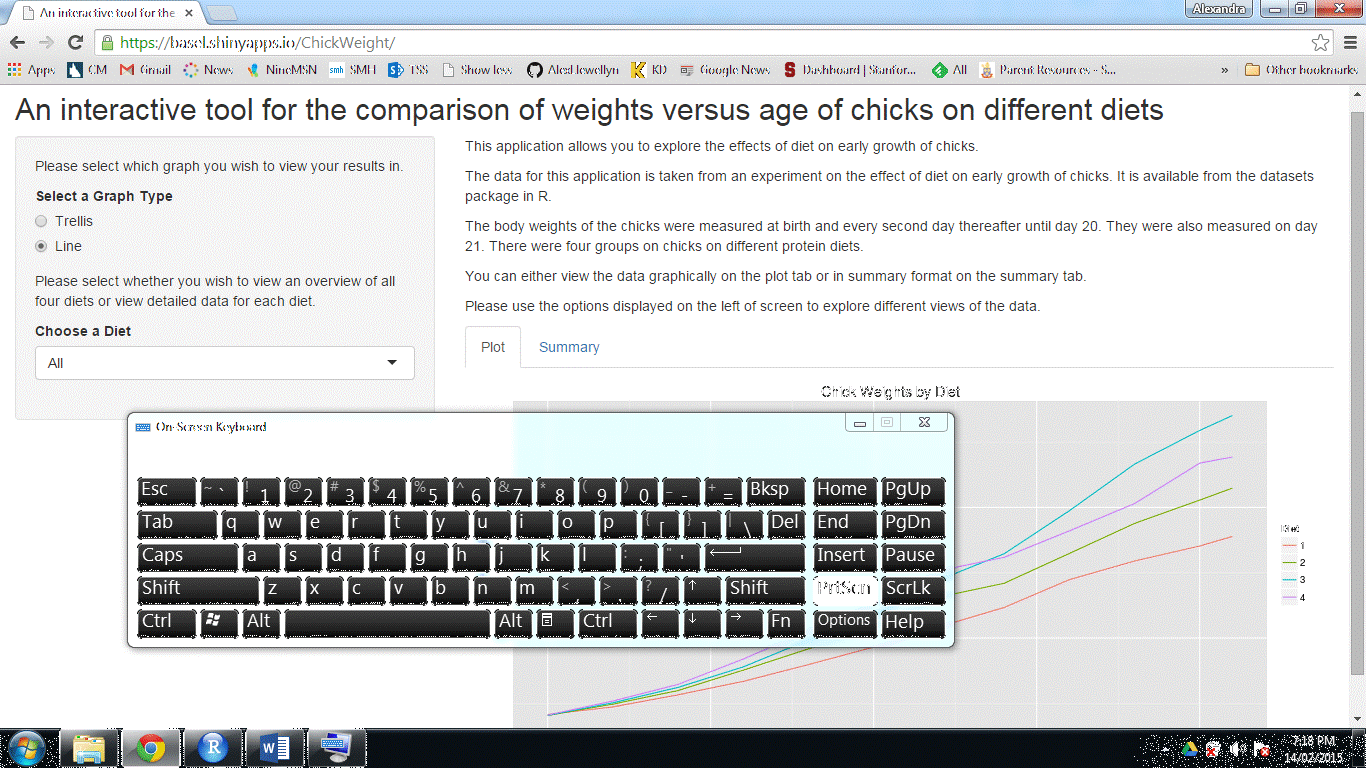 An interactive tool for the
Alexandra
https://basel.shinyapps.io/ChickWeight/
Apps CM Gmail News NineMSN smh SMH TSS Show less AlexLlewellyn KD Google News Dashboard | Stanfor... All Parent Resources - S... » Other bookmarks
An interactive tool for the comparison of weights versus age of chicks on different diets
Please select which graph you wish to view your results in.
Select a Graph Type
Trellis
Line
Please select whether you wish to view an overview of all
four diets or view detailed data for each diet.
Choose a Diet
All
This application allows you to explore the effects of diet on early growth of chicks.
The data for this application is taken from an experiment on the effect of diet on early growth of chicks. It is available from the datasets
package in R.
The body weights of the chicks were measured at birth and every second day thereafter until day 20. They were also measured on day
21. There were four groups on chicks on different protein diets.
You can either view the data graphically on the plot tab or in summary format on the summary tab.
Please use the options displayed on the left of screen to explore different views of the data.
Plot Summary
Chick Weights by Diet
Diet
1
2
3
4
On-Screen Keyboard
Esc ~ ` ! 1 @ 2 # 3 $ 4 % 5 ^ 6 & 7 * 8 ( 9 ) 0 _ - + = Bksp Home PgUp
Tab q w e r t y u i o p { [ } ] | \ Del End PgDn
Caps a s d f g h j k l : ; " ' Insert Pause
Shift z x c v b n m < , > . ? / ↑ Shift PrtScn ScrLk
Ctrl Alt Alt Ctrl ← ↓ → Fn Options Help
7:18 PM
14/02/2015